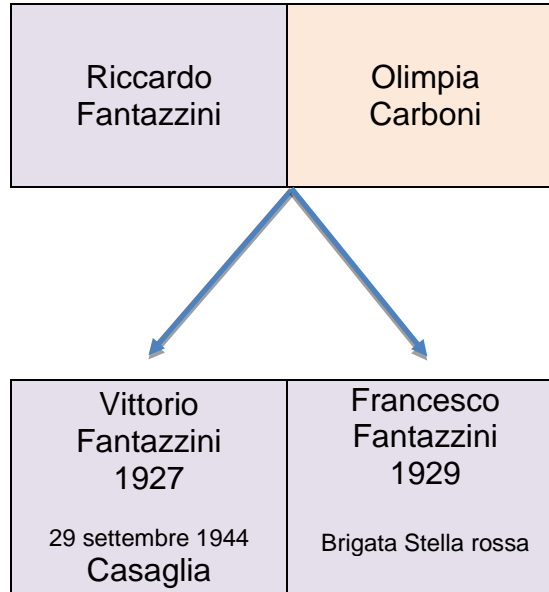 Riccardo
Fantazzini
Olimpia
Carboni
Vittorio
Fantazzini
1927
29 settembre 1944
Casaglia
Francesco
Fantazzini
1929
Brigata Stella rossa